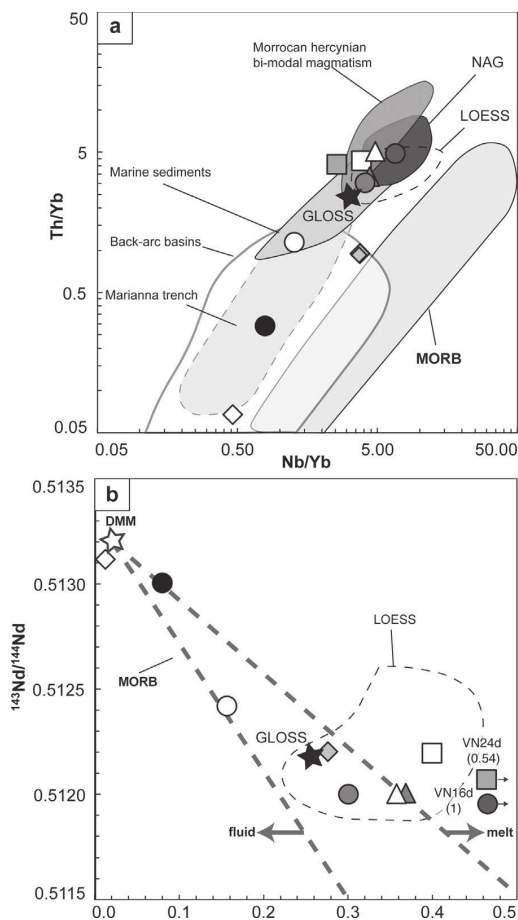 a
50
5
0.5
0.05
Th/Yb
Morrocan hercynian
bi-modal magmatism
NAG
LOESS
Marine sediments
GLOSS
Back-arc basins
Marianna trench
MORB
0.05
0.50
5.00
50.00
Nb/Yb
b
0.5135
0.5130
0.5125
0.5120
0.5115
143Nd/144Nd
DMM
LOESS
MORB
GLOSS
VN24d
(0.54)
VN16d
(1)
fluid
melt
0.0
0.1
0.2
0.3
0.4
0.5